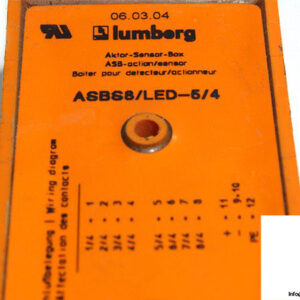 06.03.04
RU
lumberg
Aktor-Sensor-Box
ASB-action/sensor
Boîter pour detecteur/actionneur
ASBS8/LED-5/4
Wiring diagram
Affectation des contacts
1/4 - 1
2/4 - 2
3/4 - 3
4/4 - 4
5/4 - 5
6/4 - 6
7/4 - 7
8/4 - 8
+ - 11
- - 9-10
PE - 12